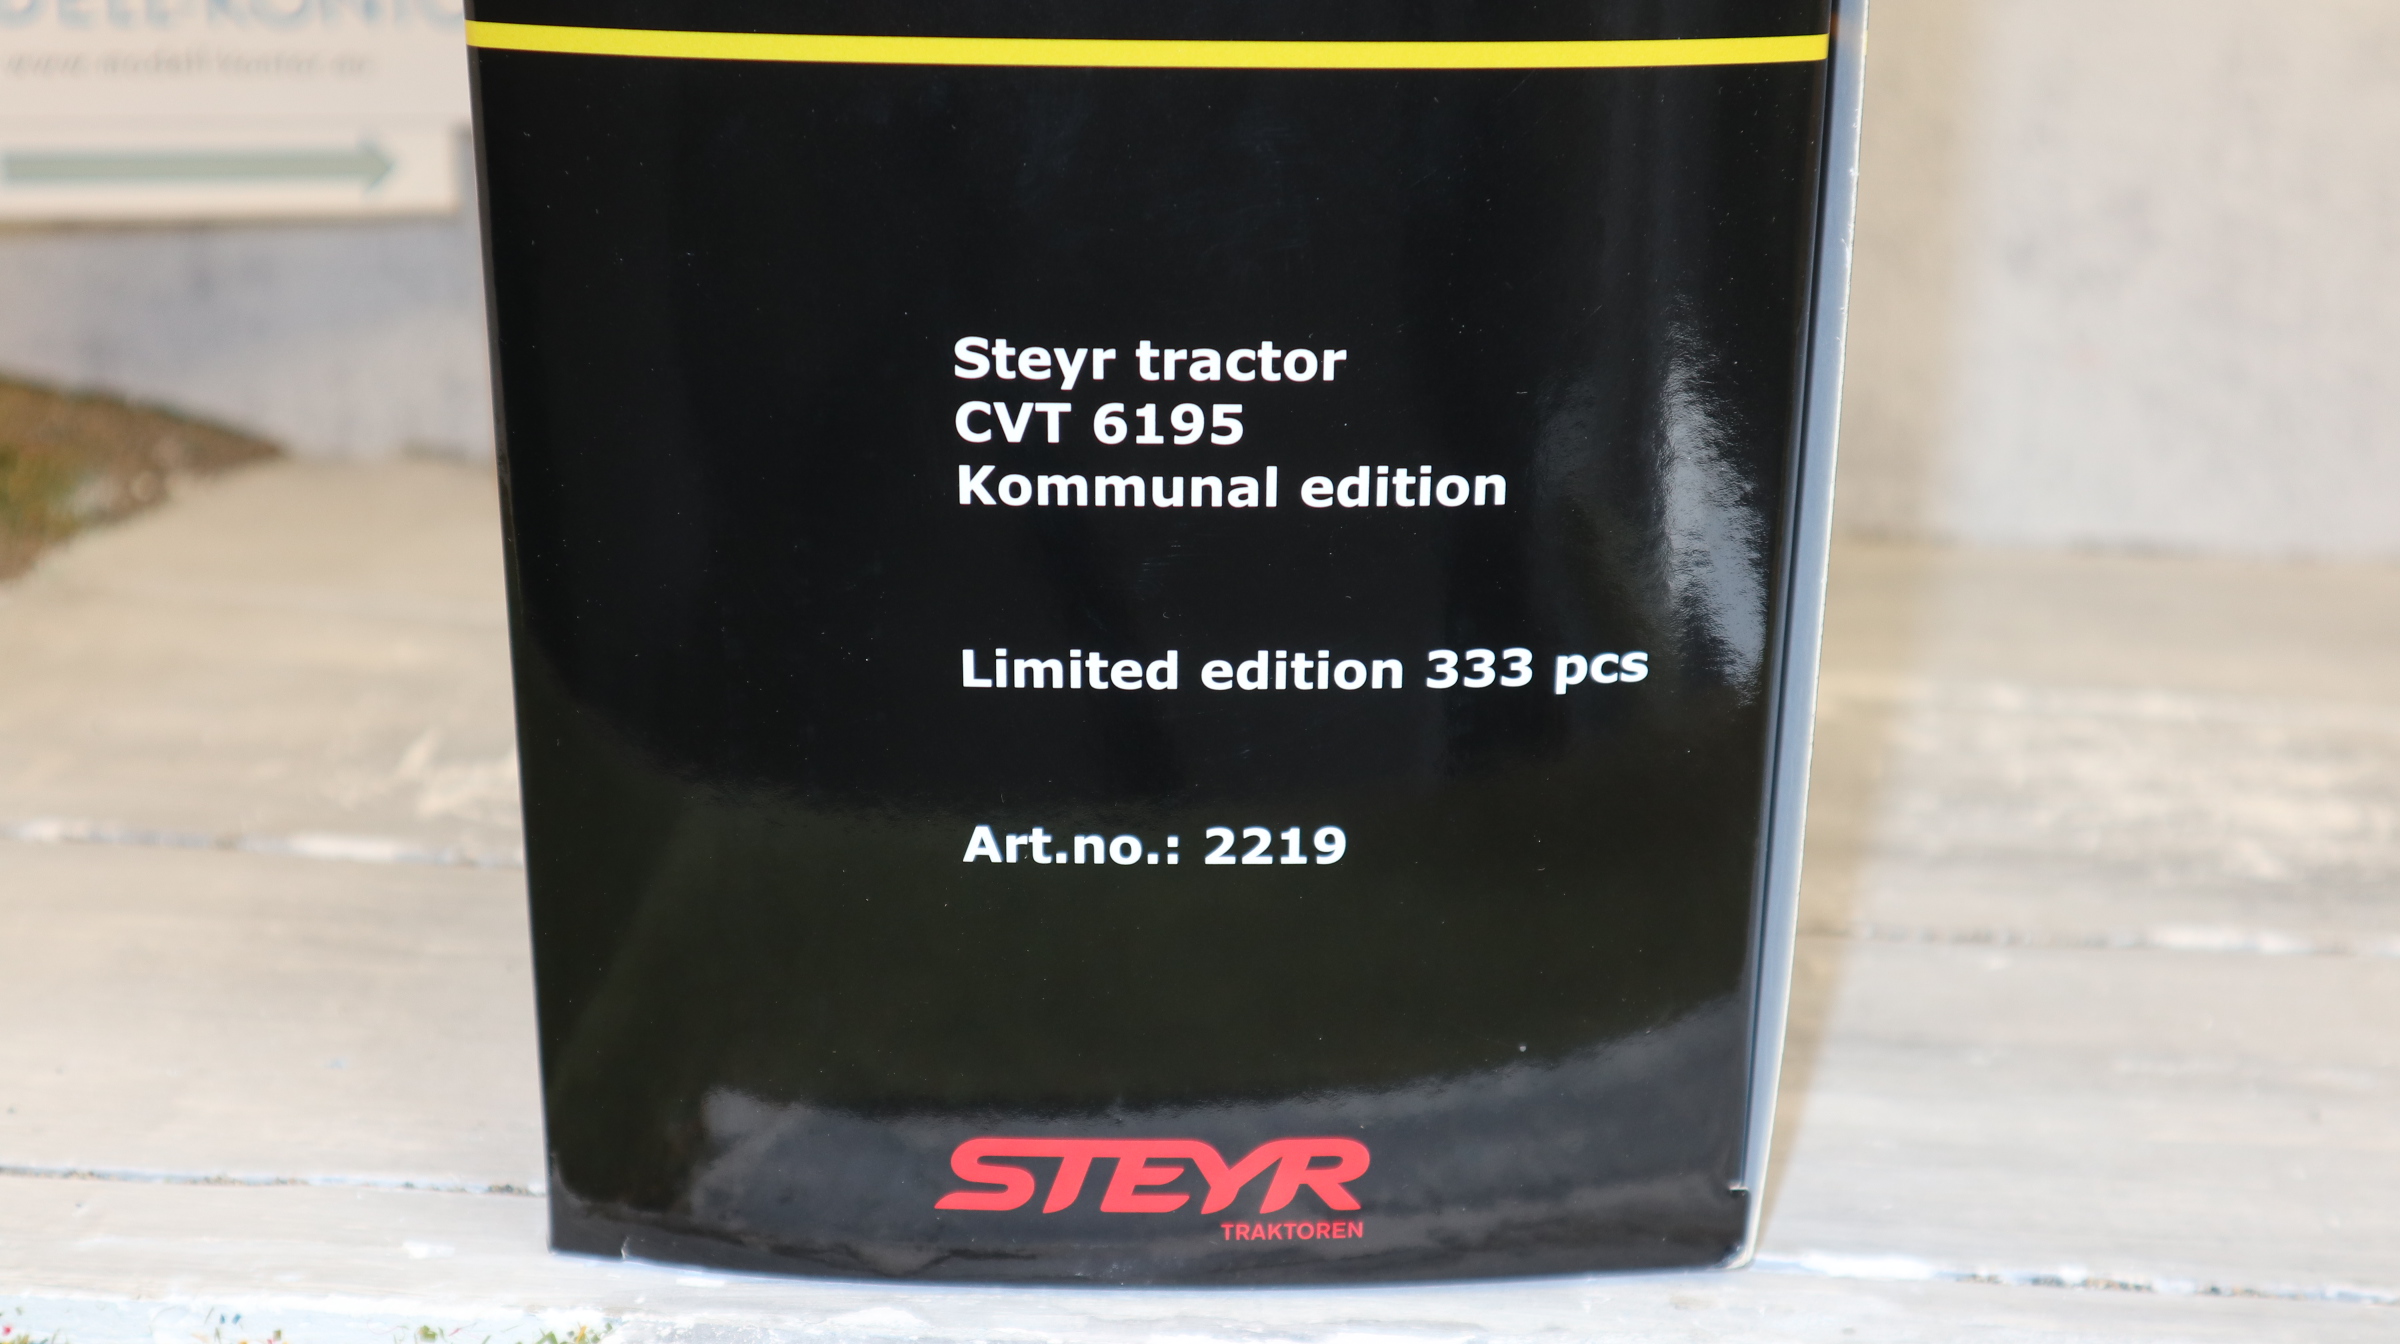 Steyr tractor
CVT 6195
Kommunal edition
Limited edition 333 pcs
Art.no.: 2219
STEYR
TRAKTOREN